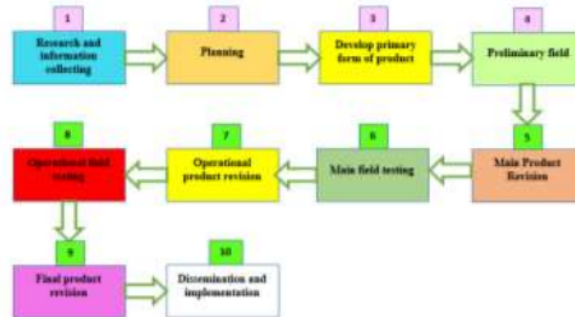 1
Research and
information
collecting
2
Planning
3
Develop primary
form of product
4
Preliminary field
5
Main Product
Revision
6
Main field testing
7
Operational
product revision
8
Operational field
testing
9
Final product
revision
10
Dissemination and
implementation